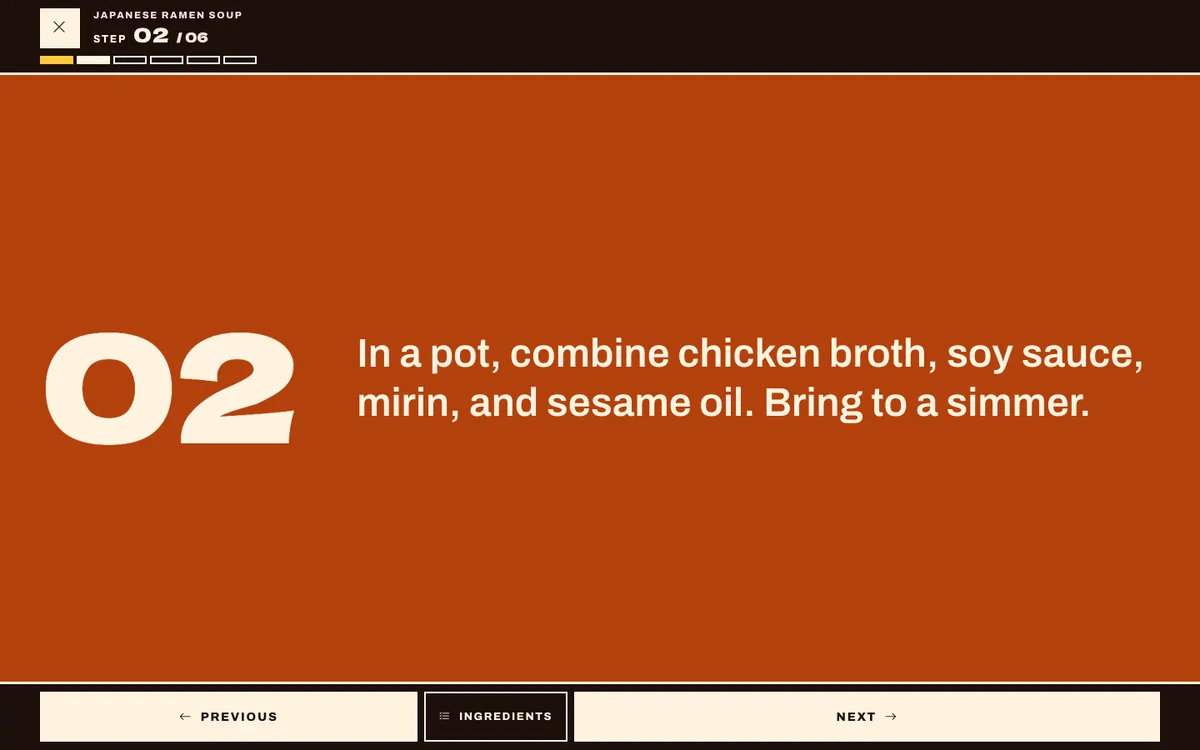 JAPANESE RAMEN SOUP
STEP 02 / 06
02
In a pot, combine chicken broth, soy sauce,
mirin, and sesame oil. Bring to a simmer.
← PREVIOUS
INGREDIENTS
NEXT →